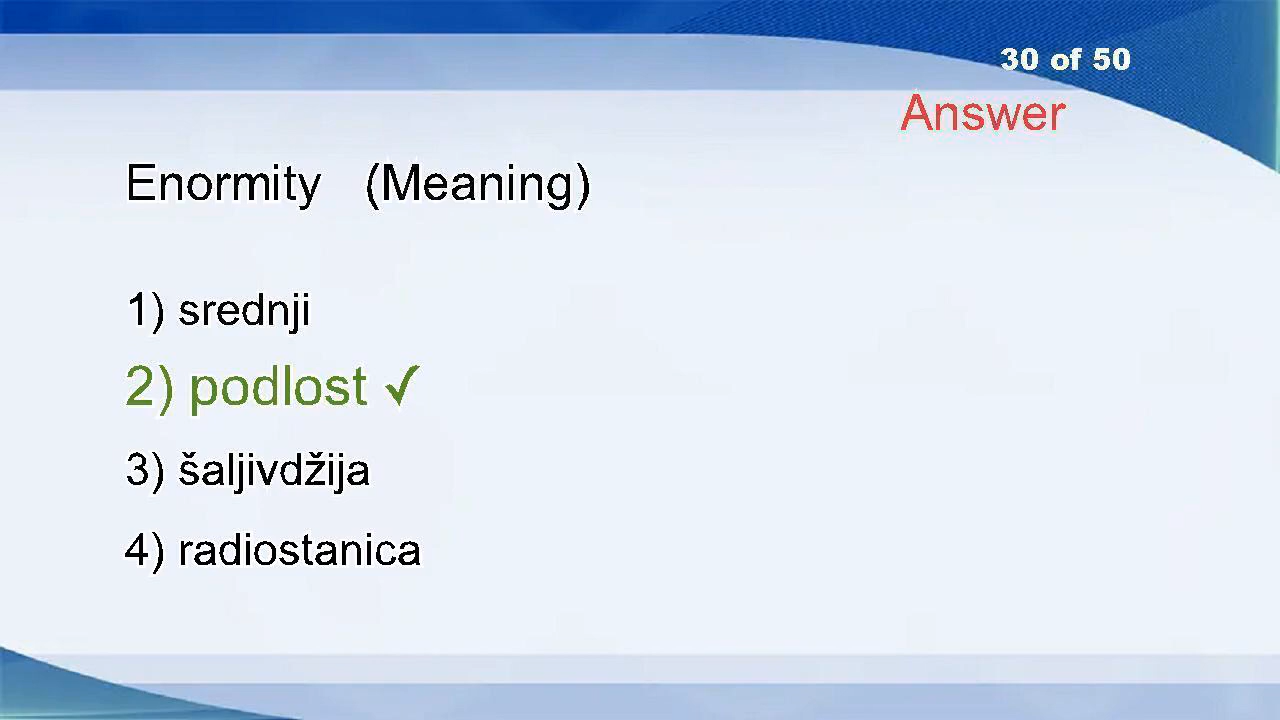 30 of 50
Answer
Enormity (Meaning)
1) srednji
2) podlost ✓
3) šaljivdžija
4) radiostanica